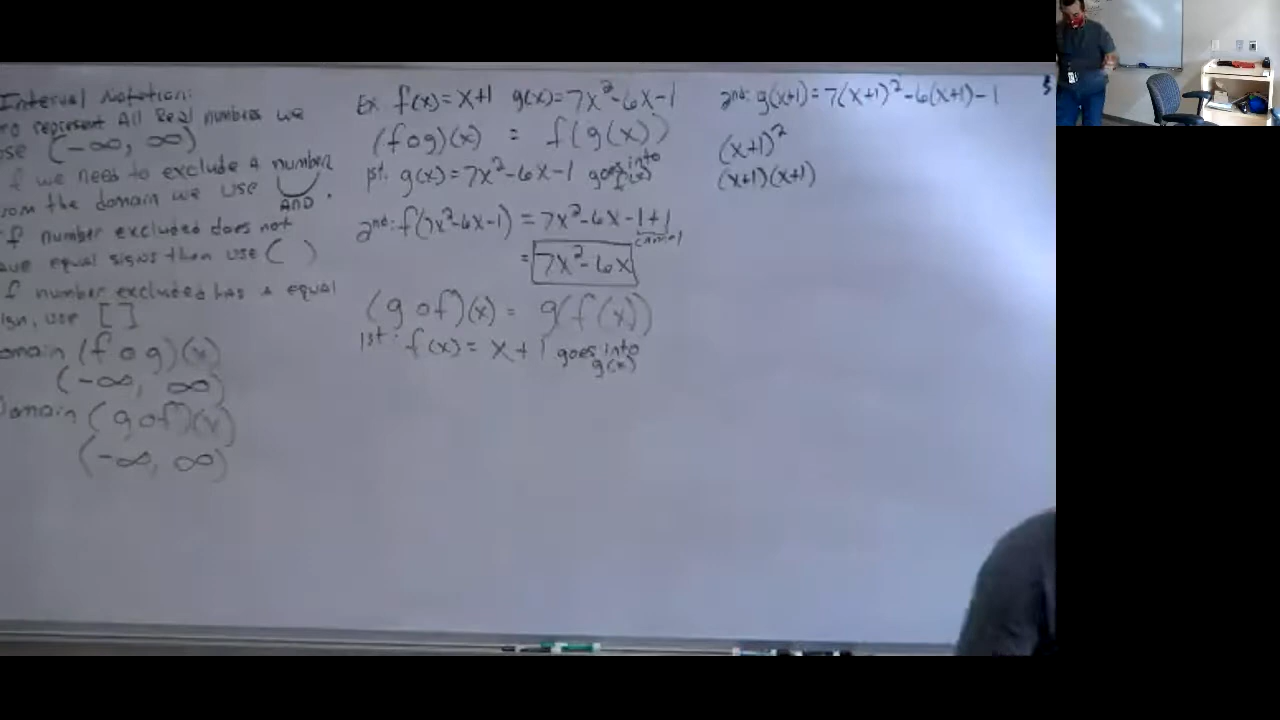 Interval Notation:
To represent All Real numbers we
use (-∞, ∞)
If we need to exclude a number
from the domain we use ∪
AND .
If number excluded does not
have equal signs then use ( )
If number excluded has a equal
sign, use [ ]
Domain (f o g)(x)
(-∞, ∞)
Domain (g o f)(x)
(-∞, ∞)
Ex. f(x) = x+1 g(x) = 7x²-6x-1
(f o g)(x) = f(g(x))
1st: g(x) = 7x²-6x-1 goes into f(x)
2nd: f(7x²-6x-1) = 7x²-6x-1+1
cancel
= 7x²-6x
(g o f)(x) = g(f(x))
1st: f(x) = x+1 goes into
g(x)
2nd: g(x+1) = 7(x+1)²-6(x+1)-1
(x+1)²
(x+1)(x+1)